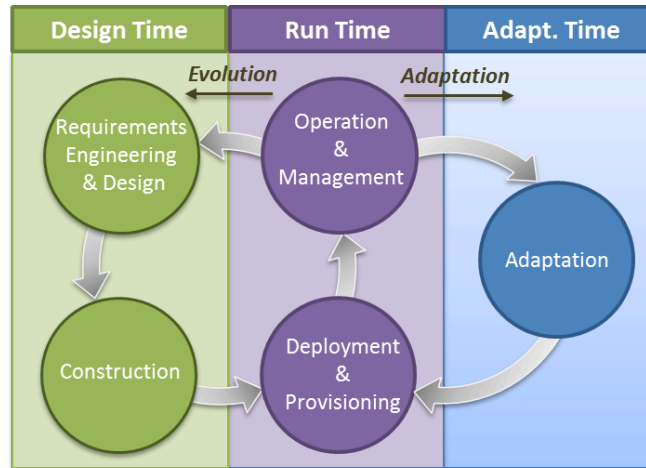 Design Time
Run Time
Adapt. Time
Evolution
Adaptation
Requirements
Engineering
& Design
Operation
&
Management
Adaptation
Construction
Deployment
&
Provisioning